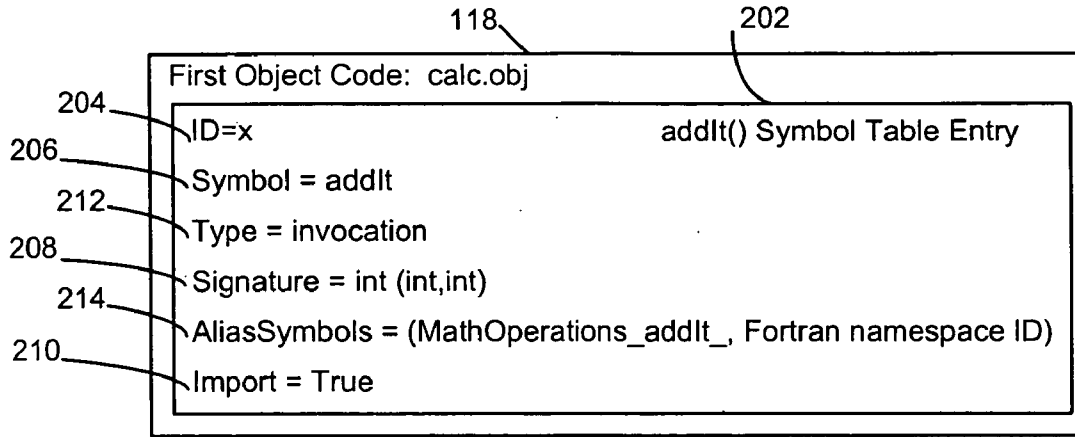 118 202
First Object Code: calc.obj
204 ID=x addIt() Symbol Table Entry
206 Symbol = addIt
212 Type = invocation
208 Signature = int (int,int)
214 AliasSymbols = (MathOperations_addIt_, Fortran namespace ID)
210 Import = True